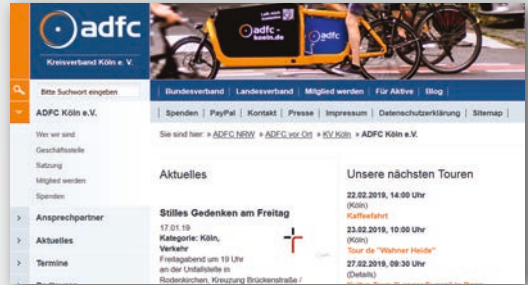 adfc
Kreisverband Köln e. V.
Leih mich
kostenlos
adfc-
koeln.de
adfc
Bitte Suchwort eingeben
Bundesverband | Landesverband | Mitglied werden | Für Aktive | Blog |
ADFC Köln e.V.
Spenden | PayPal | Kontakt | Presse | Impressum | Datenschutzerklärung | Sitemap |
Wer wir sind
Geschäftsstelle
Satzung
Mitglied werden
Spenden
Ansprechpartner
Aktuelles
Termine
Sie sind hier: » ADFC NRW » ADFC vor Ort » KV Köln » ADFC Köln e.V.
Aktuelles
Stilles Gedenken am Freitag
17.01.19
Kategorie: Köln,
Verkehr
Freitagabend um 19 Uhr
an der Unfallstelle in
Rodenkirchen, Kreuzung Brückenstraße /
Unsere nächsten Touren
22.02.2019, 14:00 Uhr
(Köln)
Kaffeefahrt
23.02.2019, 10:00 Uhr
(Köln)
Tour de "Wahner Heide"
27.02.2019, 09:30 Uhr
(Details)